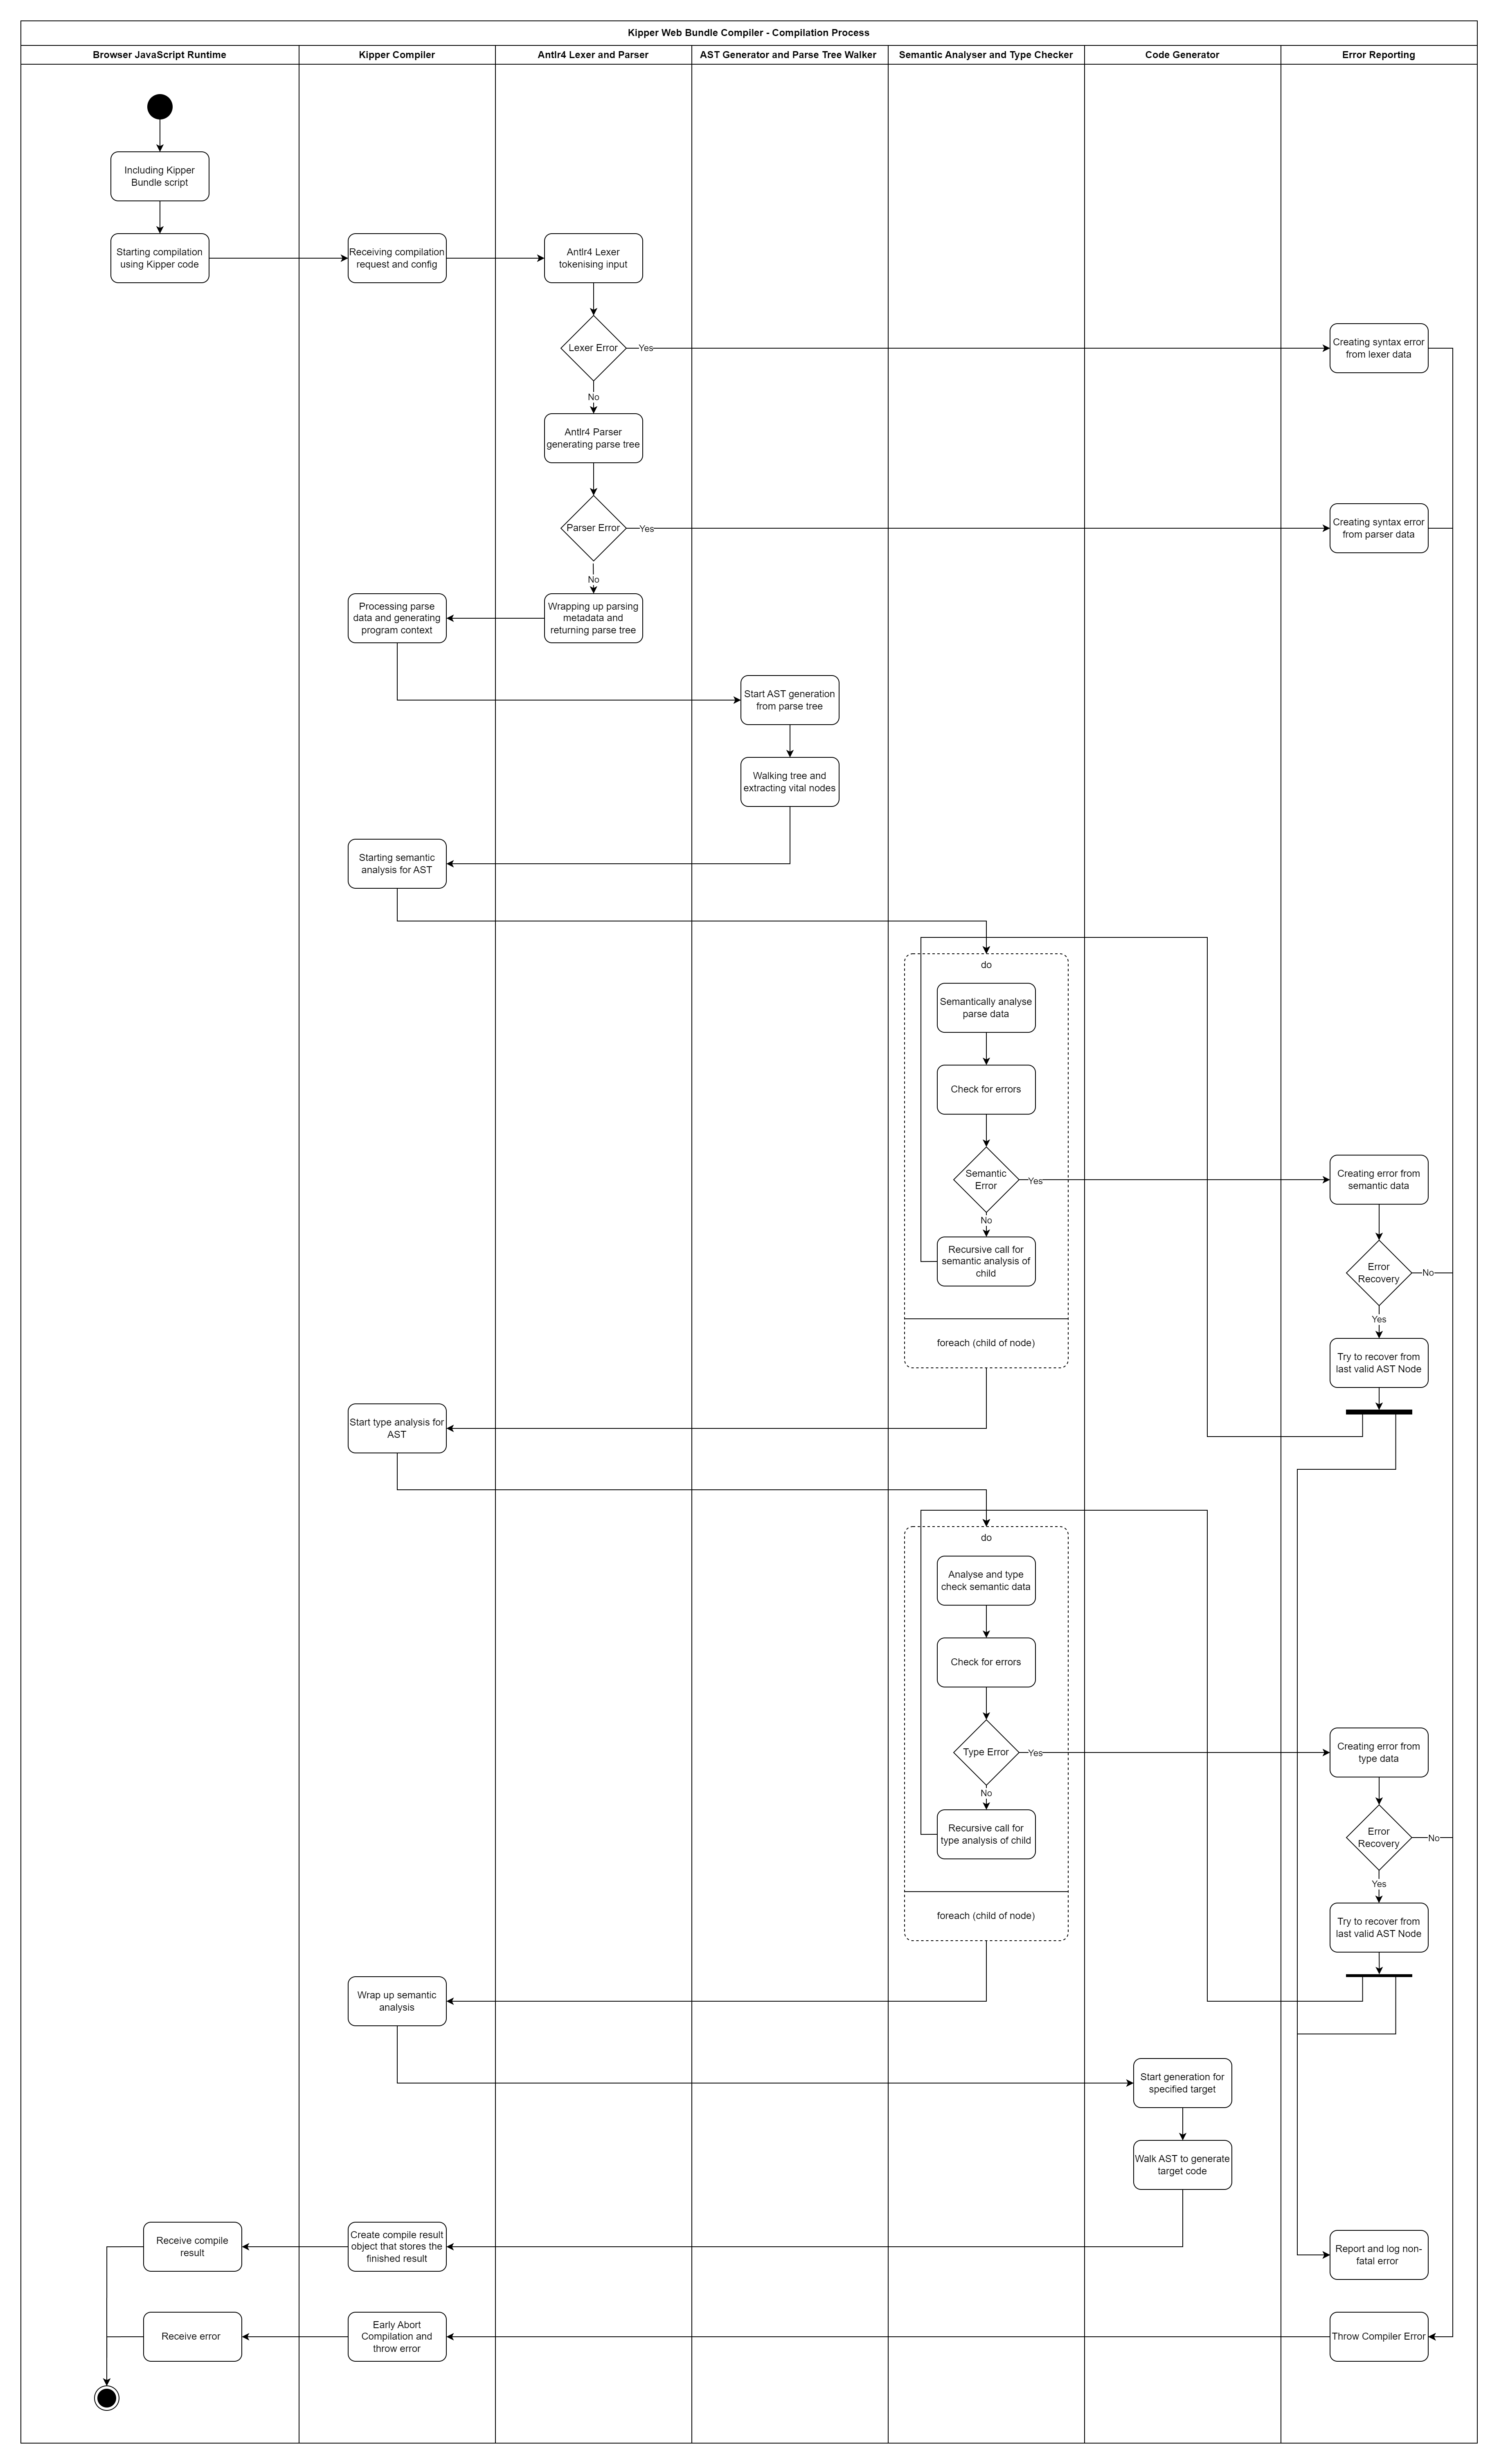 Kipper Web Bundle Compiler - Compilation Process
Browser JavaScript Runtime
Kipper Compiler
Antlr4 Lexer and Parser
AST Generator and Parse Tree Walker
Semantic Analyser and Type Checker
Code Generator
Error Reporting
Including Kipper
Bundle script
Starting compilation
using Kipper code
Receiving compilation
request and config
Antlr4 Lexer
tokenising input
Lexer Error
Yes
Creating syntax error
from lexer data
No
Antlr4 Parser
generating parse tree
Parser Error
Yes
Creating syntax error
from parser data
No
Processing parse
data and generating
program context
Wrapping up parsing
metadata and
returning parse tree
Start AST generation
from parse tree
Walking tree and
extracting vital nodes
Starting semantic
analysis for AST
do
Semantically analyse
parse data
Check for errors
Semantic
Error
Yes
Creating error from
semantic data
No
Recursive call for
semantic analysis of
child
Error
Recovery
No
Yes
foreach (child of node)
Try to recover from
last valid AST Node
Start type analysis for
AST
do
Analyse and type
check semantic data
Check for errors
Type Error
Yes
Creating error from
type data
No
Recursive call for
type analysis of child
Error
Recovery
No
Yes
foreach (child of node)
Try to recover from
last valid AST Node
Wrap up semantic
analysis
Start generation for
specified target
Walk AST to generate
target code
Receive compile
result
Create compile result
object that stores the
finished result
Report and log non-
fatal error
Receive error
Early Abort
Compilation and
throw error
Throw Compiler Error